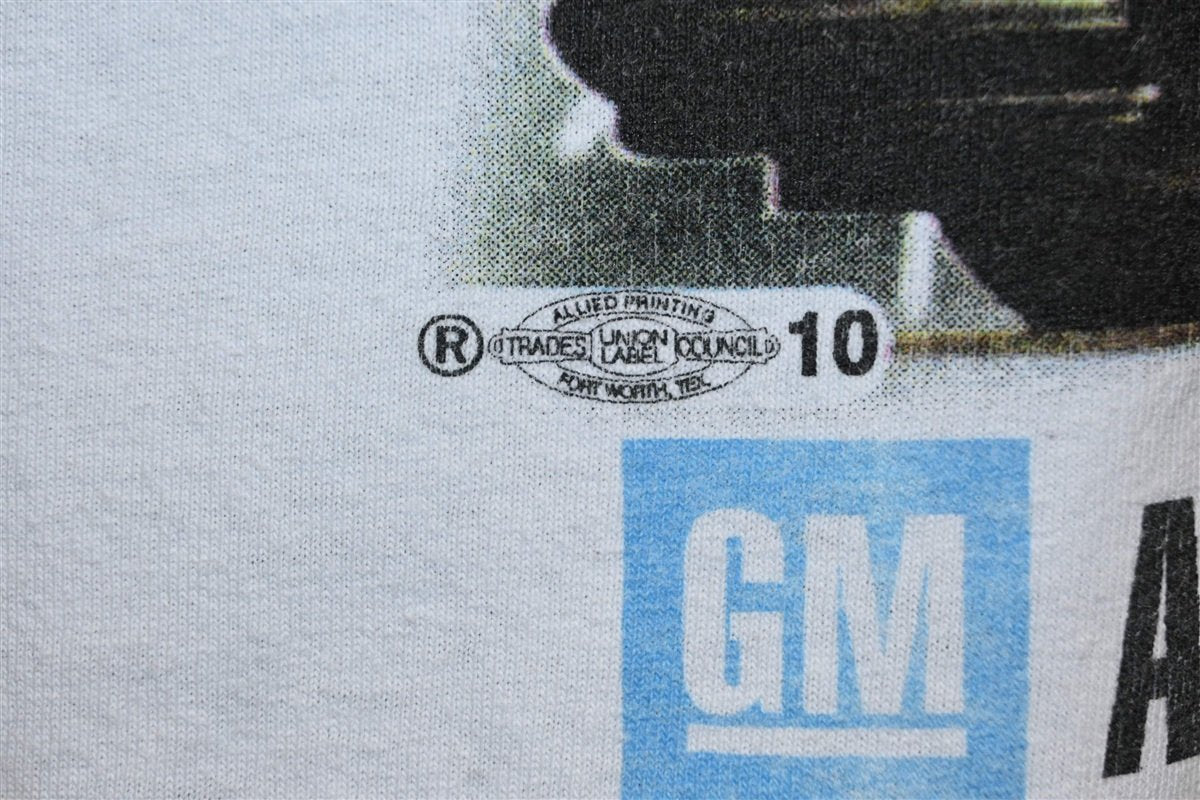 ALLIED PRINTING
® TRADES UNION LABEL COUNCIL 10
FORT WORTH, TEX.
GM
A